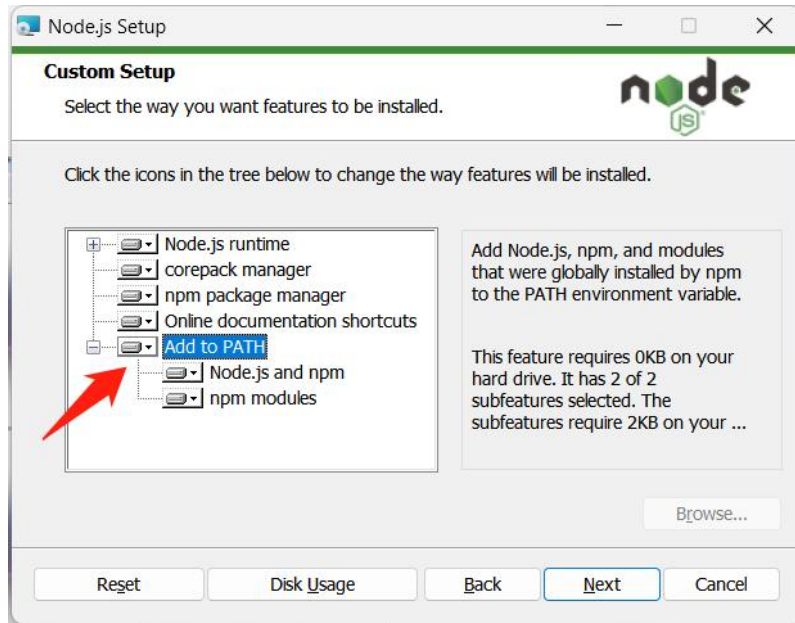 Node.js Setup
Custom Setup
Select the way you want features to be installed.
node
JS
Click the icons in the tree below to change the way features will be installed.
Node.js runtime
corepack manager
npm package manager
Online documentation shortcuts
Add to PATH
Node.js and npm
npm modules
Add Node.js, npm, and modules
that were globally installed by npm
to the PATH environment variable.
This feature requires 0KB on your
hard drive. It has 2 of 2
subfeatures selected. The
subfeatures require 2KB on your ...
Browse...
Reset
Disk Usage
Back
Next
Cancel